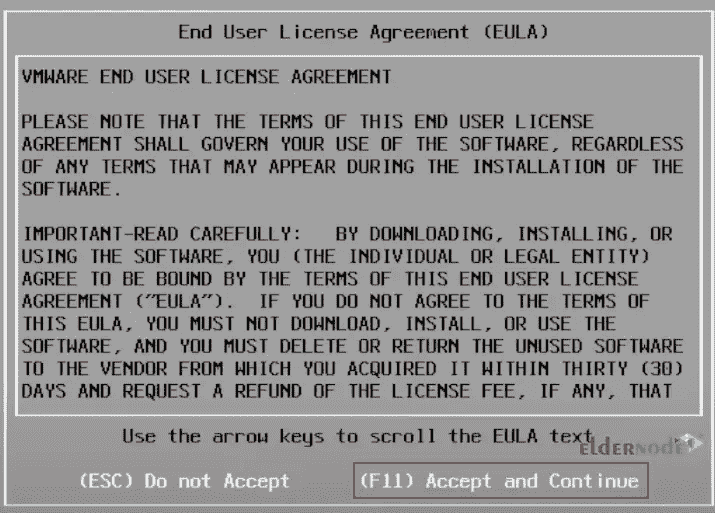 End User License Agreement (EULA)
VMWARE END USER LICENSE AGREEMENT
PLEASE NOTE THAT THE TERMS OF THIS END USER LICENSE
AGREEMENT SHALL GOVERN YOUR USE OF THE SOFTWARE, REGARDLESS
OF ANY TERMS THAT MAY APPEAR DURING THE INSTALLATION OF THE
SOFTWARE.
IMPORTANT-READ CAREFULLY:   BY DOWNLOADING, INSTALLING, OR
USING THE SOFTWARE, YOU (THE INDIVIDUAL OR LEGAL ENTITY)
AGREE TO BE BOUND BY THE TERMS OF THIS END USER LICENSE
AGREEMENT ("EULA").  IF YOU DO NOT AGREE TO THE TERMS OF
THIS EULA, YOU MUST NOT DOWNLOAD, INSTALL, OR USE THE
SOFTWARE, AND YOU MUST DELETE OR RETURN THE UNUSED SOFTWARE
TO THE VENDOR FROM WHICH YOU ACQUIRED IT WITHIN THIRTY (30)
DAYS AND REQUEST A REFUND OF THE LICENSE FEE, IF ANY, THAT
Use the arrow keys to scroll the EULA text
eldernode
(ESC) Do not Accept (F11) Accept and Continue